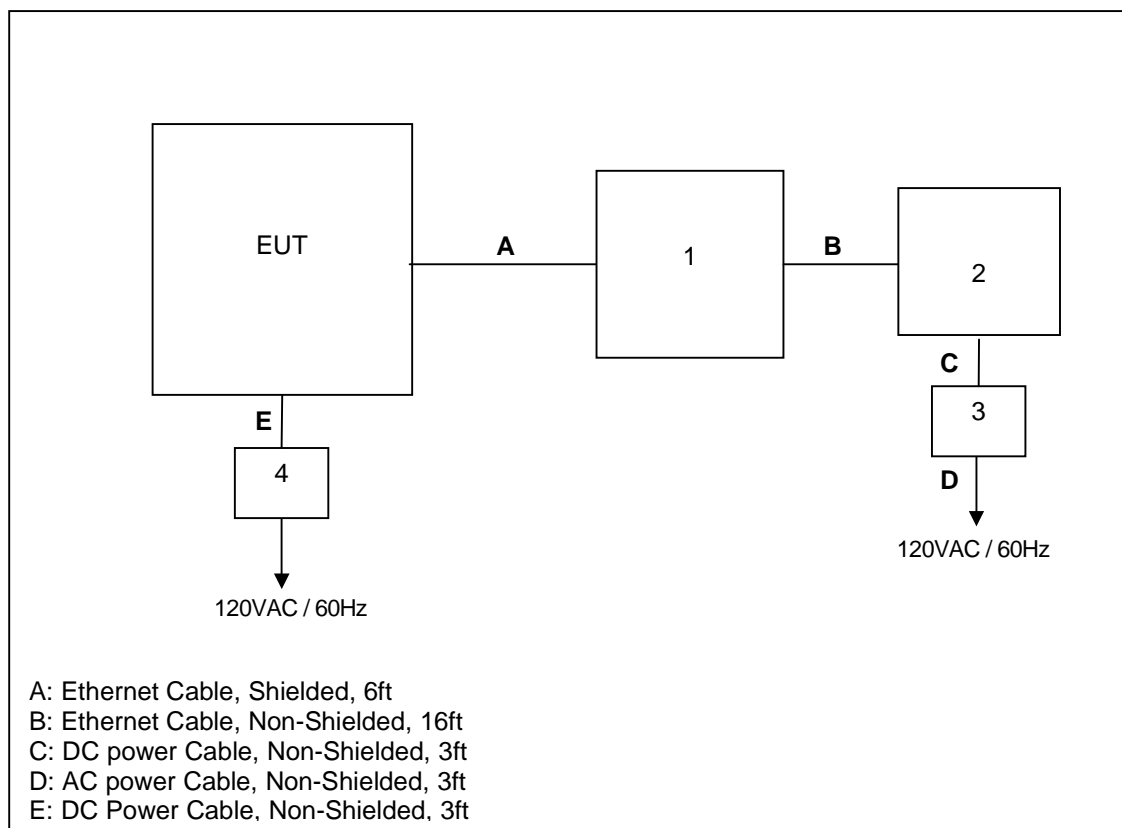 EUT
A
1
B
2
C
3
D
120VAC / 60Hz
E
4
120VAC / 60Hz
A: Ethernet Cable, Shielded, 6ft
B: Ethernet Cable, Non-Shielded, 16ft
C: DC power Cable, Non-Shielded, 3ft
D: AC power Cable, Non-Shielded, 3ft
E: DC Power Cable, Non-Shielded, 3ft